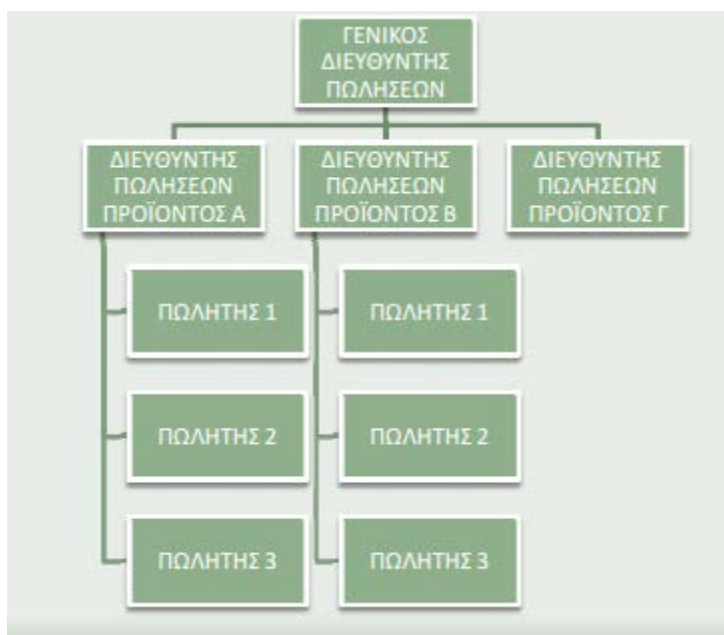 ΓΕΝΙΚΟΣ
ΔΙΕΥΘΥΝΤΗΣ
ΠΩΛΗΣΕΩΝ
ΔΙΕΥΘΥΝΤΗΣ
ΠΩΛΗΣΕΩΝ
ΠΡΟΪΟΝΤΟΣ Α
ΔΙΕΥΘΥΝΤΗΣ
ΠΩΛΗΣΕΩΝ
ΠΡΟΪΟΝΤΟΣ Β
ΔΙΕΥΘΥΝΤΗΣ
ΠΩΛΗΣΕΩΝ
ΠΡΟΪΟΝΤΟΣ Γ
ΠΩΛΗΤΗΣ 1
ΠΩΛΗΤΗΣ 2
ΠΩΛΗΤΗΣ 3
ΠΩΛΗΤΗΣ 1
ΠΩΛΗΤΗΣ 2
ΠΩΛΗΤΗΣ 3